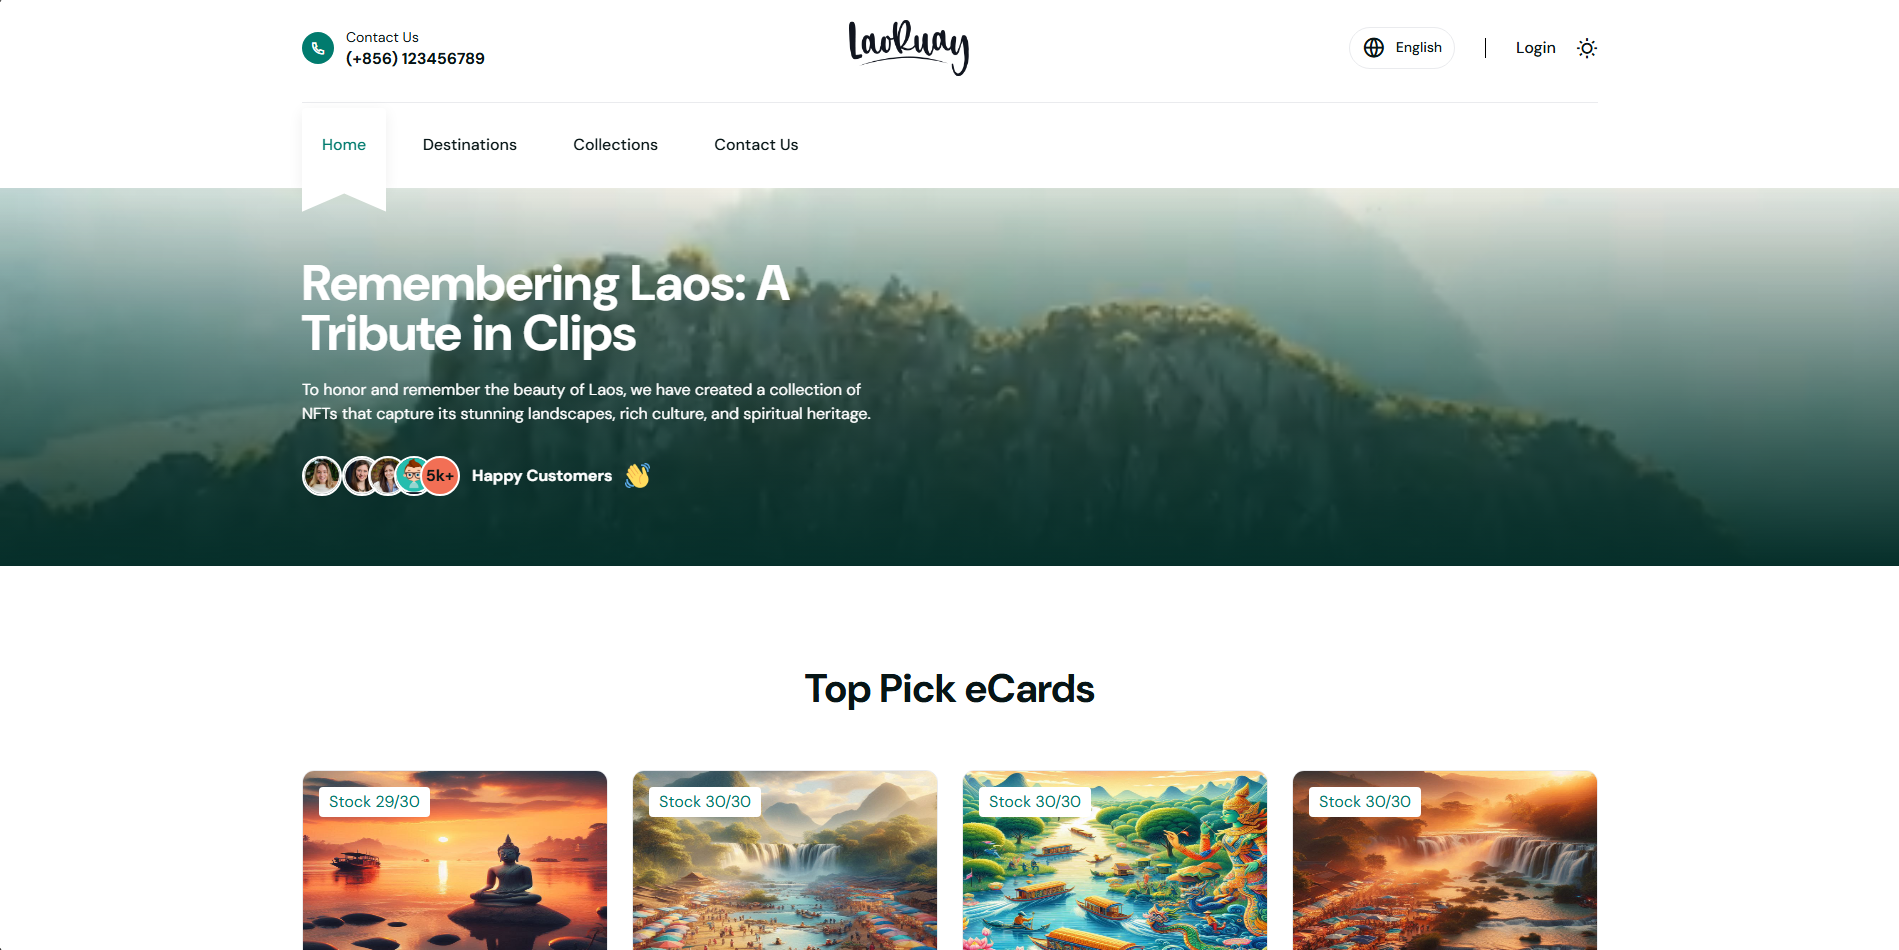 Contact Us
(+856) 123456789
LaoRuay
English
Login
Home
Destinations
Collections
Contact Us
Remembering Laos: A
Tribute in Clips
To honor and remember the beauty of Laos, we have created a collection of
NFTs that capture its stunning landscapes, rich culture, and spiritual heritage.
5k+
Happy Customers
Top Pick eCards
Stock 29/30
Stock 30/30
Stock 30/30
Stock 30/30